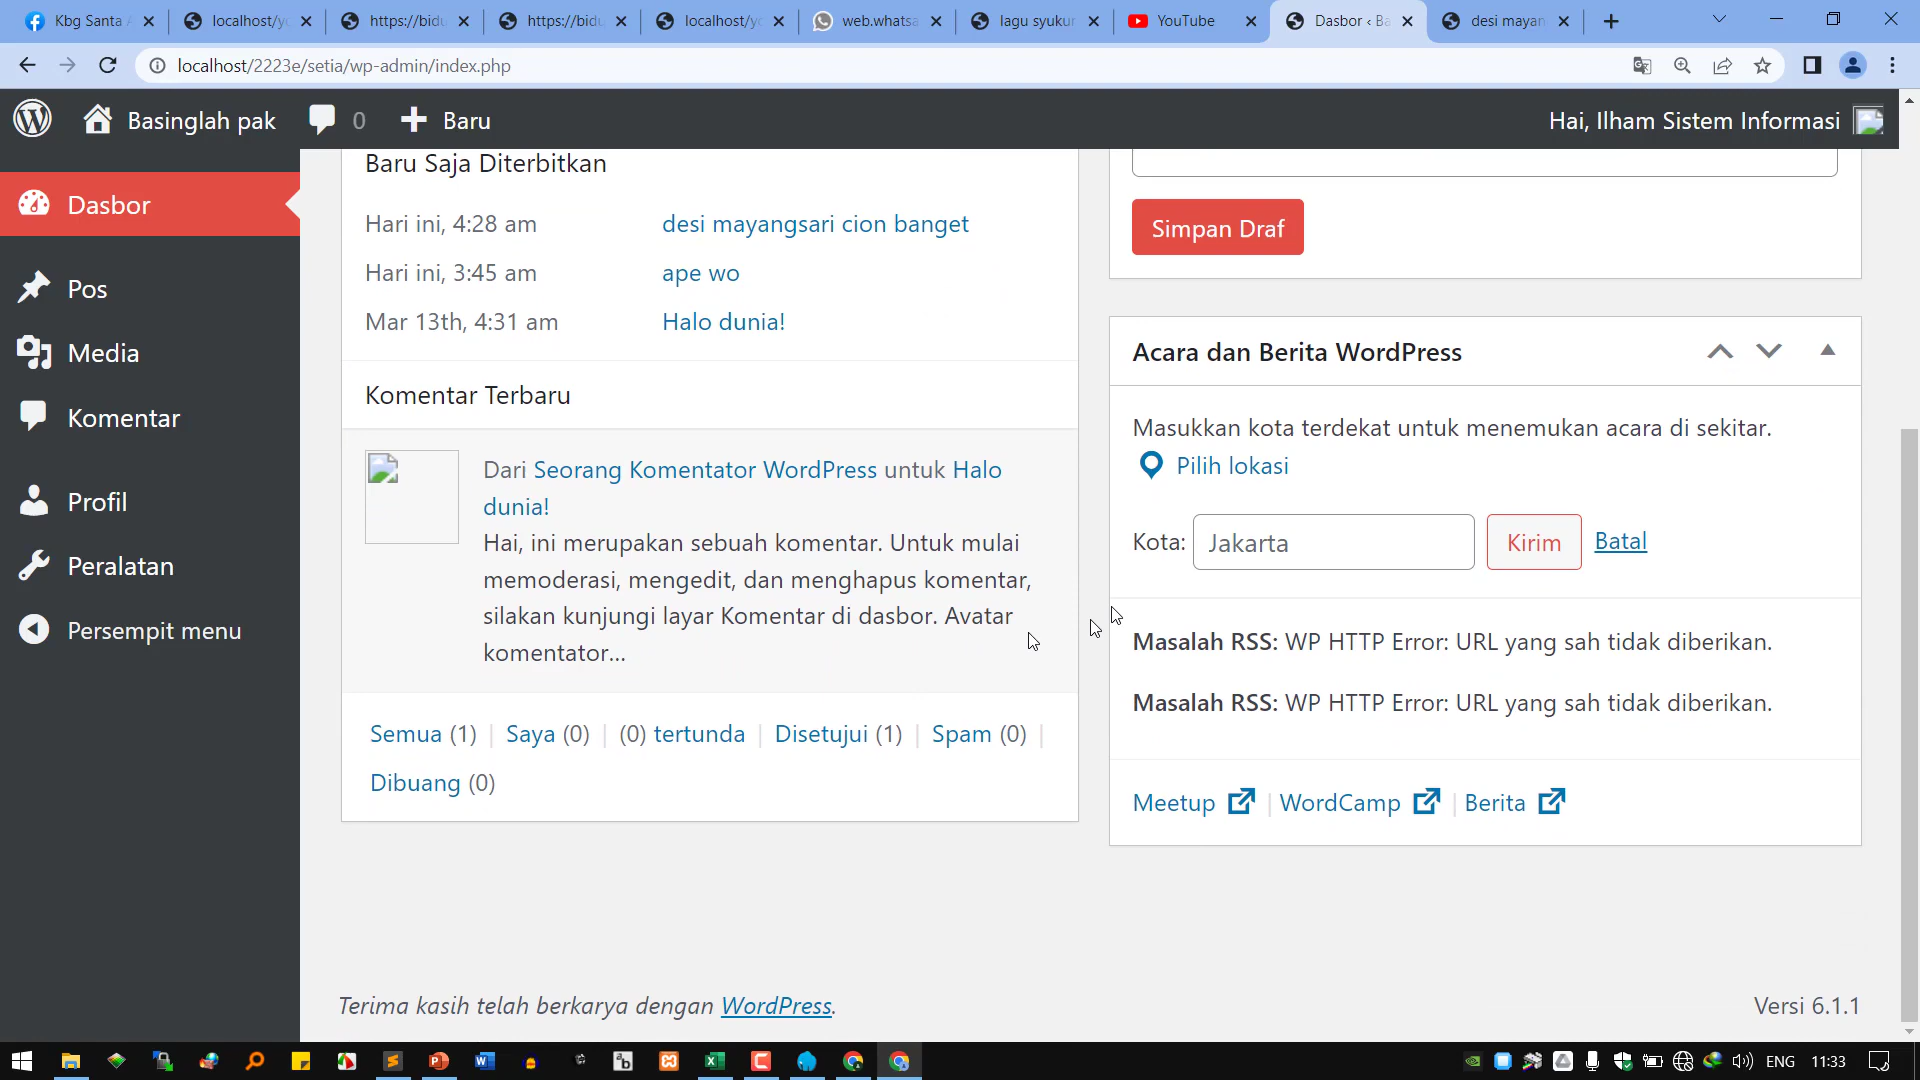 Kbg Santa A
localhost/yo
https://bidu
https://bidu
localhost/yo
web.whatsa
lagu syukur
YouTube
Dasbor ‹ Ba
desi mayan
localhost/2223e/setia/wp-admin/index.php
Basinglah pak
0
Baru
Hai, Ilham Sistem Informasi
Dasbor
Pos
Media
Komentar
Profil
Peralatan
Persempit menu
Baru Saja Diterbitkan
Hari ini, 4:28 am desi mayangsari cion banget
Hari ini, 3:45 am ape wo
Mar 13th, 4:31 am Halo dunia!
Komentar Terbaru
Dari Seorang Komentator WordPress untuk Halo
dunia!
Hai, ini merupakan sebuah komentar. Untuk mulai
memoderasi, mengedit, dan menghapus komentar,
silakan kunjungi layar Komentar di dasbor. Avatar
komentator...
Semua (1) | Saya (0) | (0) tertunda | Disetujui (1) | Spam (0) |
Dibuang (0)
Simpan Draf
Acara dan Berita WordPress
Masukkan kota terdekat untuk menemukan acara di sekitar.
Pilih lokasi
Kota: Jakarta Kirim Batal
Masalah RSS: WP HTTP Error: URL yang sah tidak diberikan.
Masalah RSS: WP HTTP Error: URL yang sah tidak diberikan.
Meetup | WordCamp | Berita
Terima kasih telah berkarya dengan WordPress.
Versi 6.1.1
ENG 11:33